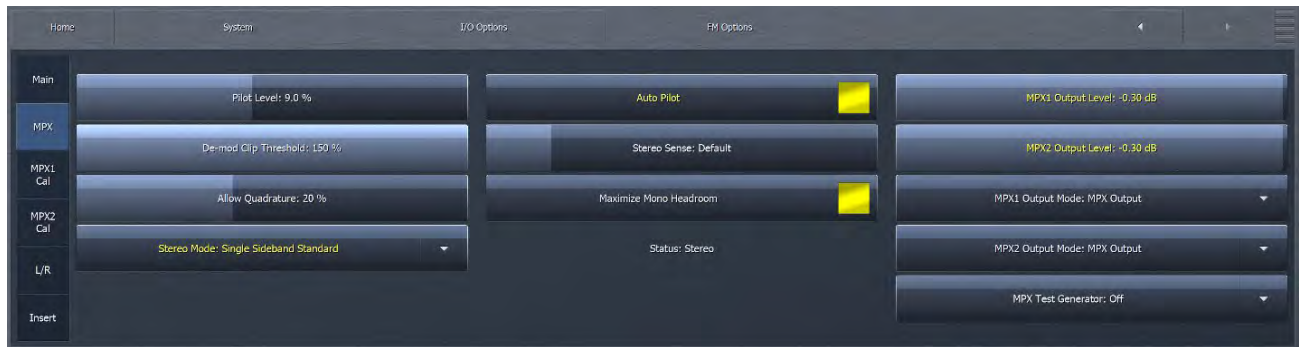 Home System I/O Options FM Options
Main
MPX
MPX1
Cal
MPX2
Cal
L/R
Insert
Pilot Level: 9.0 %
De-mod Clip Threshold: 150 %
Allow Quadrature: 20 %
Stereo Mode: Single Sideband Standard
Auto Pilot
Stereo Sense: Default
Maximize Mono Headroom
Status: Stereo
MPX1 Output Level: -0.30 dB
MPX2 Output Level: -0.30 dB
MPX1 Output Mode: MPX Output
MPX2 Output Mode: MPX Output
MPX Test Generator: Off